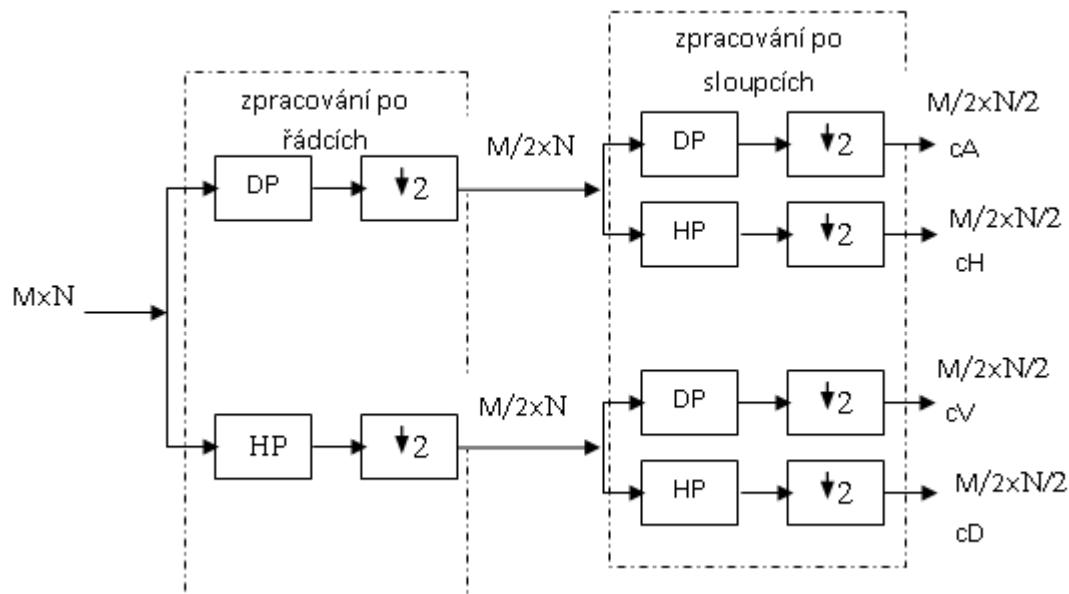 zpracování po
řádcích
DP
2
M/2xN
MxN
HP
2
M/2xN
zpracování po
sloupcích
DP
2
M/2xN/2
cA
HP
2
M/2xN/2
cH
DP
2
M/2xN/2
cV
HP
2
M/2xN/2
cD